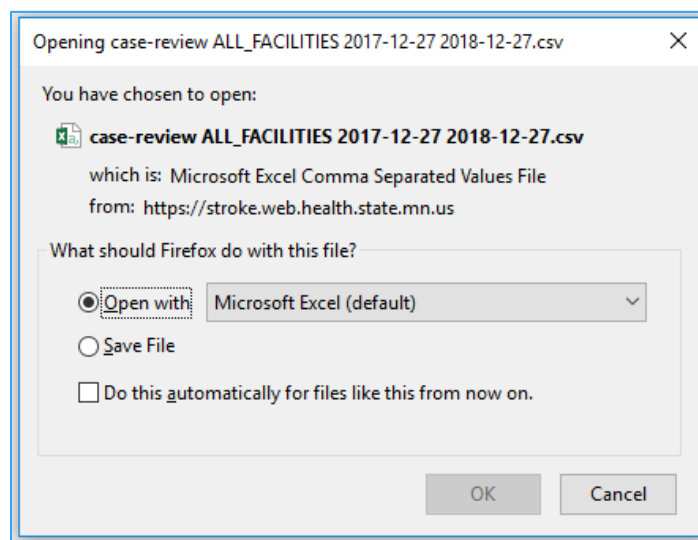 Opening case-review ALL_FACILITIES 2017-12-27 2018-12-27.csv
You have chosen to open:
case-review ALL_FACILITIES 2017-12-27 2018-12-27.csv
which is: Microsoft Excel Comma Separated Values File
from: https://stroke.web.health.state.mn.us
What should Firefox do with this file?
Open with Microsoft Excel (default)
Save File
Do this automatically for files like this from now on.
OK Cancel